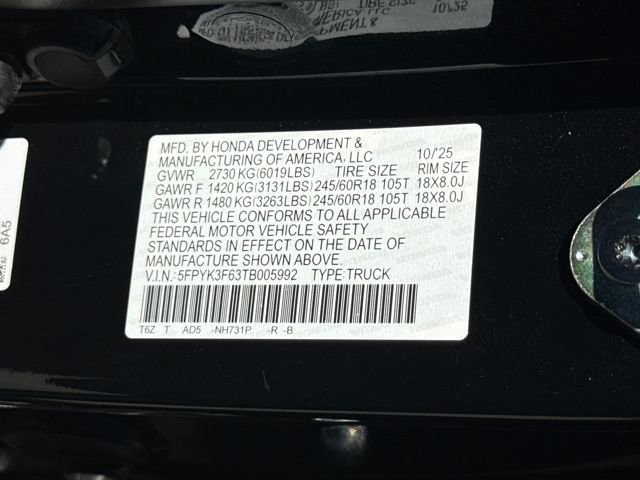 MFD. BY HONDA DEVELOPMENT &
MANUFACTURING OF AMERICA, LLC 10/'25
GVWR 2730 KG(6019LBS) TIRE SIZE RIM SIZE
GAWR F 1420 KG(3131LBS) 245/60R18 105T 18X8.0J
GAWR R 1480 KG(3263LBS) 245/60R18 105T 18X8.0J
THIS VEHICLE CONFORMS TO ALL APPLICABLE
FEDERAL MOTOR VEHICLE SAFETY
STANDARDS IN EFFECT ON THE DATE OF
MANUFACTURE SHOWN ABOVE.
V.I.N.: 5FPYK3F63TB005992 TYPE:TRUCK
T6Z T AD5 -NH731P -R -B
6A5